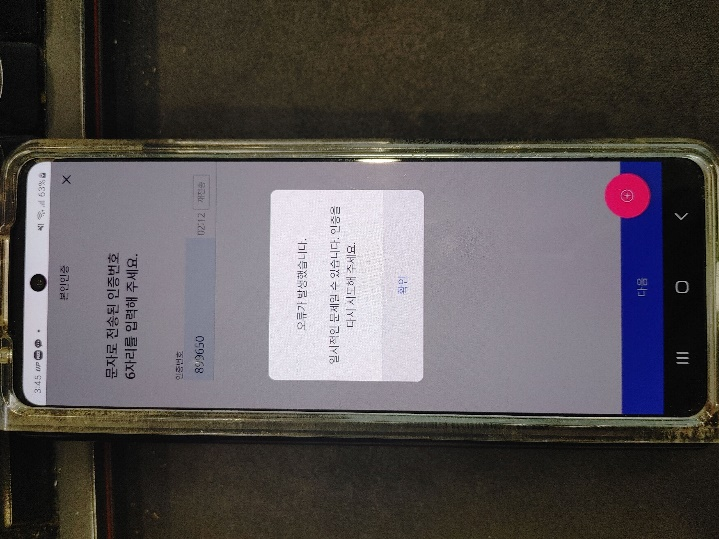 3:45
63%
본인인증
문자로 전송된 인증번호
6자리를 입력해 주세요.
인증번호
899650
02:12
재전송
오류가 발생했습니다.
일시적인 문제일 수 있습니다. 인증을
다시 시도해 주세요.
확인
다음